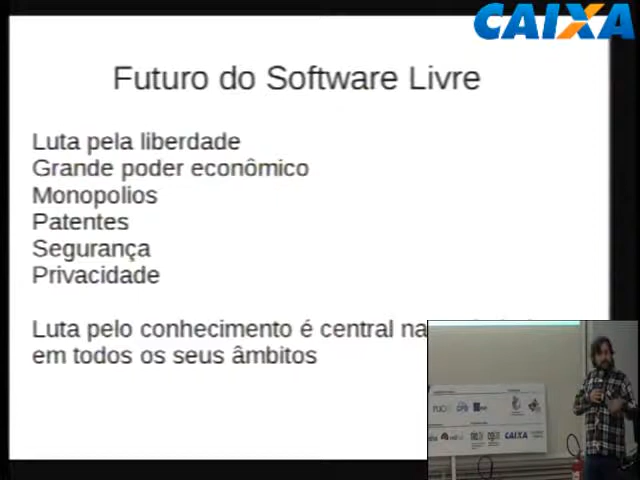 CAIXA
Futuro do Software Livre
Luta pela liberdade
Grande poder econômico
Monopolios
Patentes
Segurança
Privacidade
Luta pelo conhecimento é central na
em todos os seus âmbitos
CAIXA